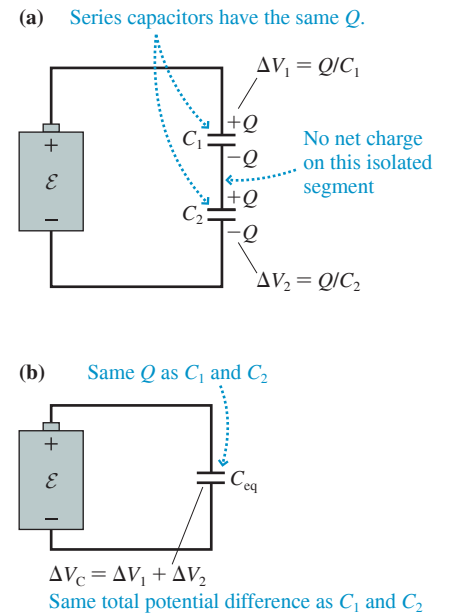 (a) Series capacitors have the same Q.
ΔV₁ = Q/C₁
+Q
C₁
−Q
No net charge
on this isolated
segment
+
ℰ
−
+Q
C₂
−Q
ΔV₂ = Q/C₂
(b) Same Q as C₁ and C₂
+
ℰ
−
C_eq
ΔV_C = ΔV₁ + ΔV₂
Same total potential difference as C₁ and C₂